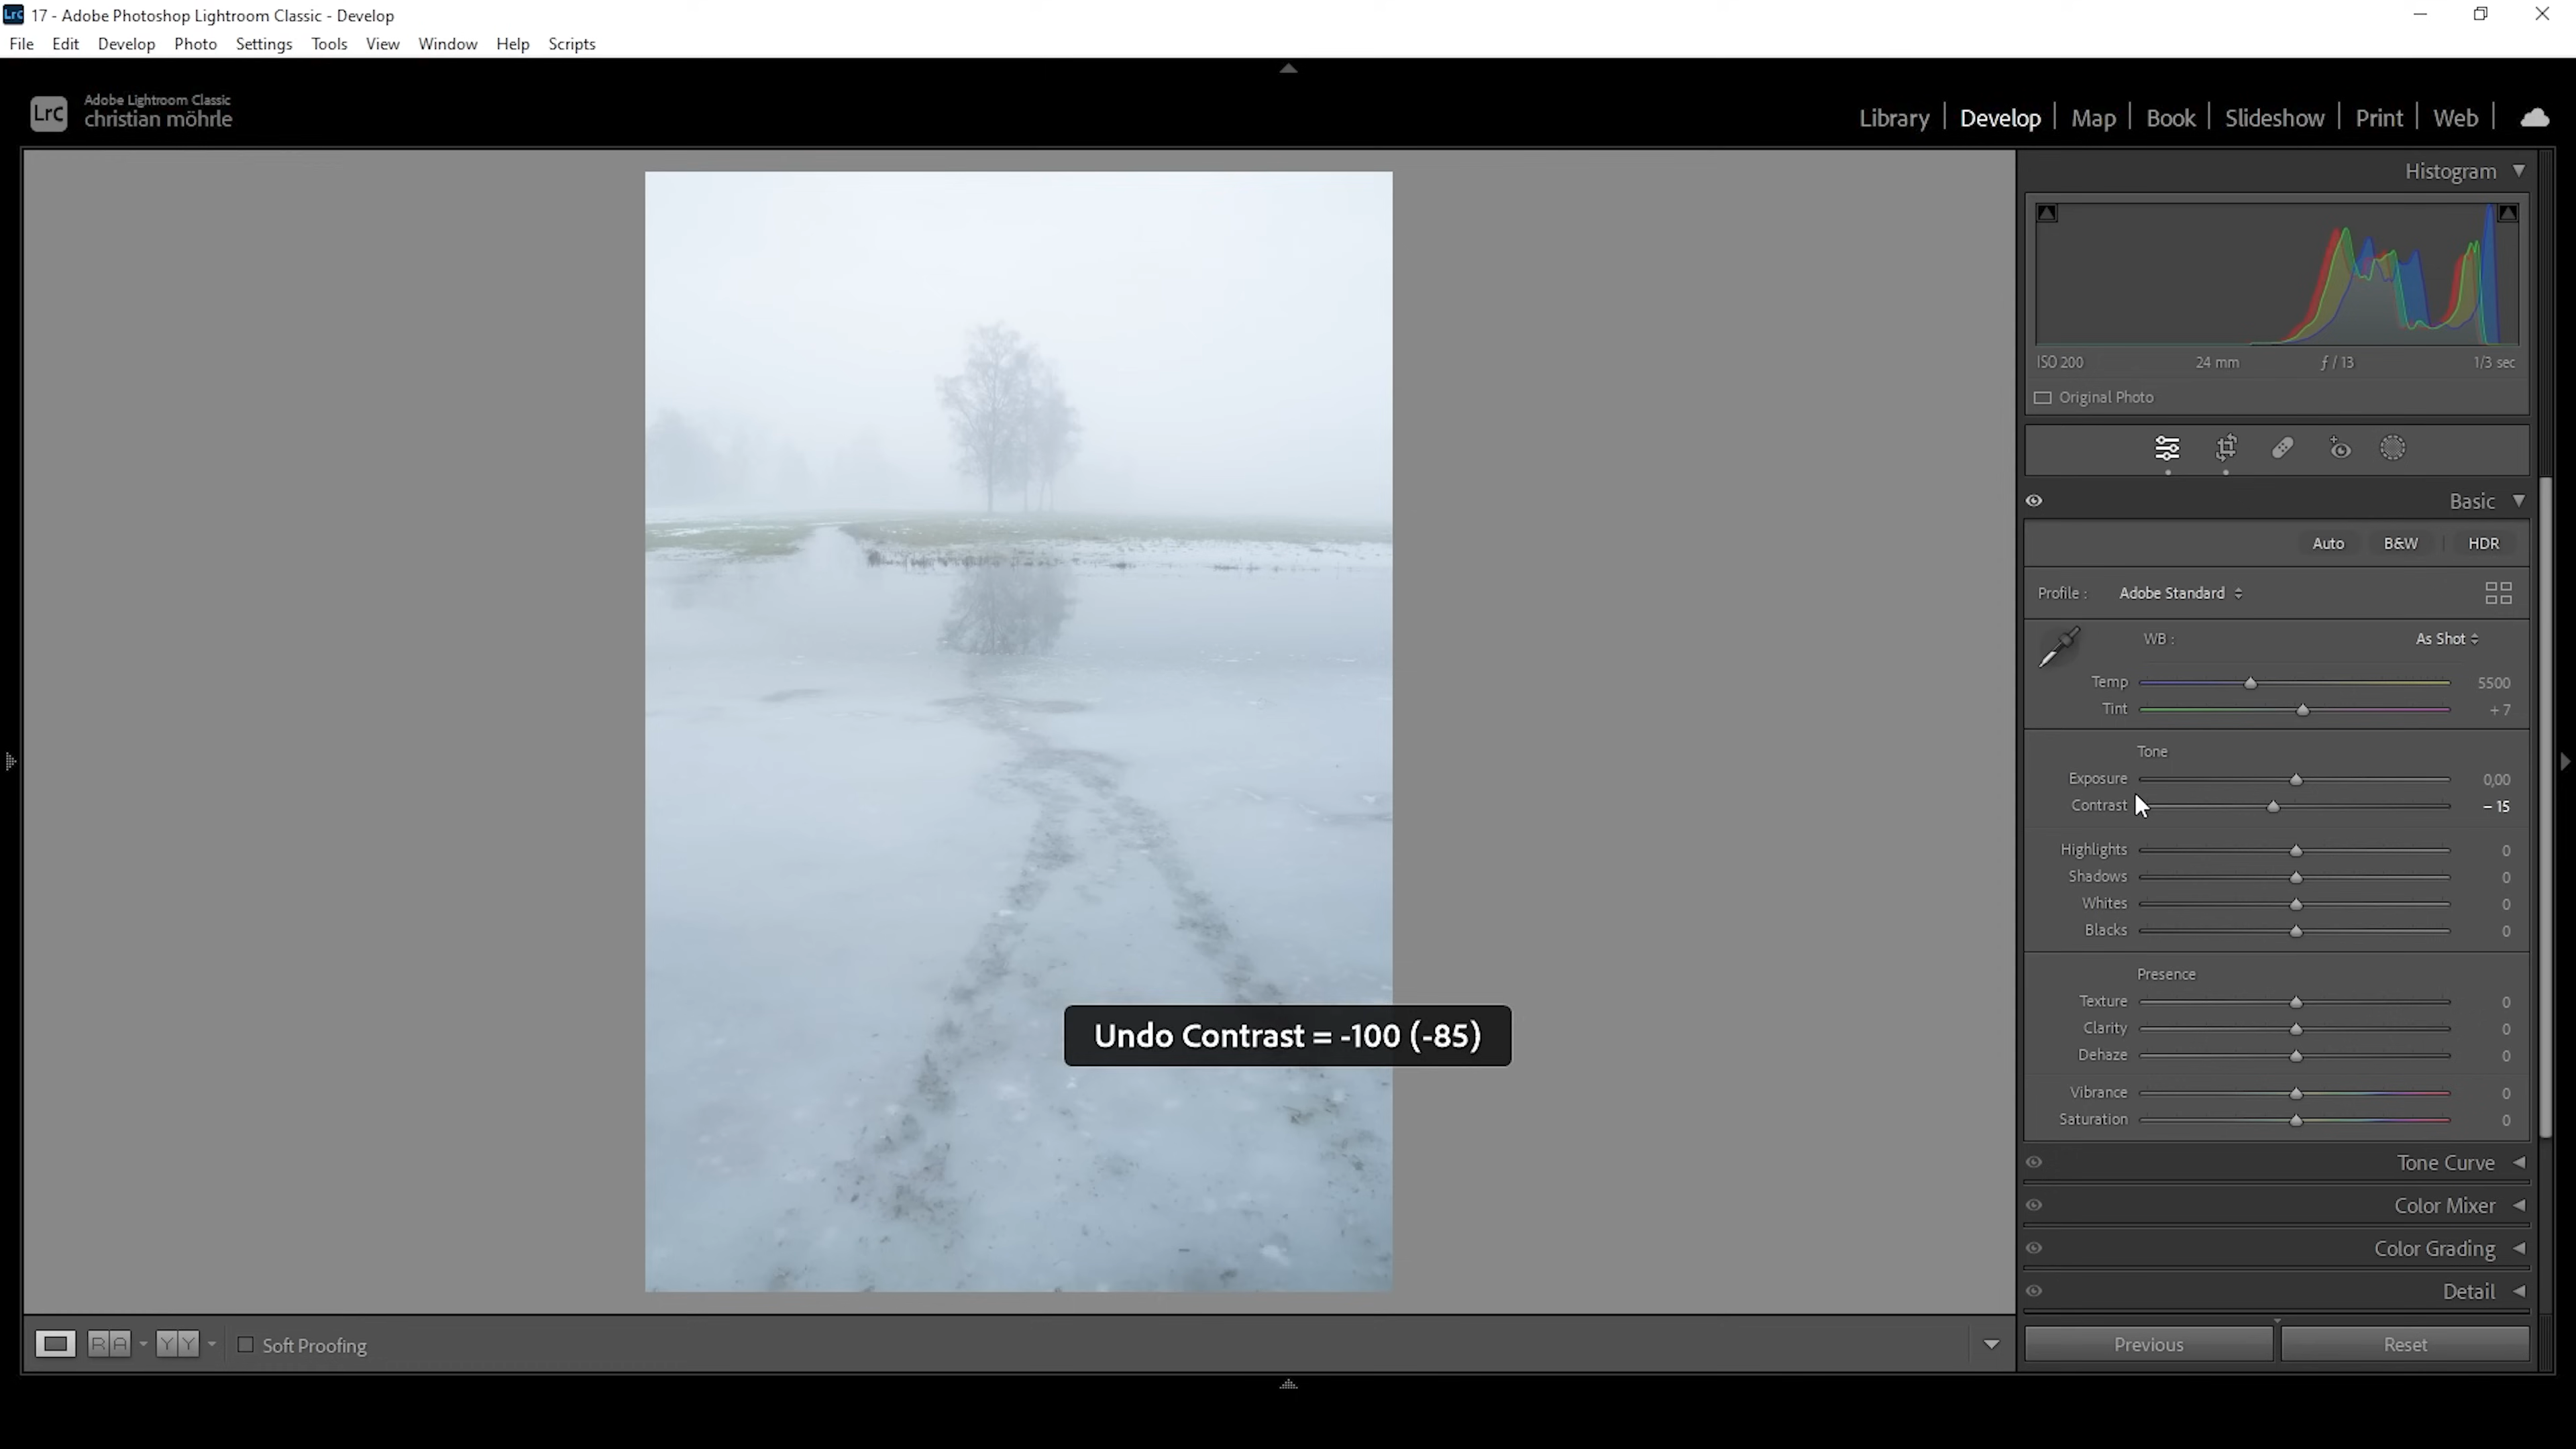 Lrc 17 - Adobe Photoshop Lightroom Classic - Develop
File Edit Develop Photo Settings Tools View Window Help Scripts
Lrc
Adobe Lightroom Classic
christian möhrle
Library | Develop | Map | Book | Slideshow | Print | Web |
Histogram
ISO 200 24 mm ƒ / 13 1/3 sec
Original Photo
Basic
Auto B&W HDR
Profile : Adobe Standard
WB : As Shot
Temp 5500
Tint + 7
Tone
Exposure 0,00
Contrast – 15
Highlights 0
Shadows 0
Whites 0
Blacks 0
Presence
Texture 0
Clarity 0
Dehaze 0
Vibrance 0
Saturation 0
Undo Contrast = -100 (-85)
Tone Curve
Color Mixer
Color Grading
Detail
R A Y Y Soft Proofing
Previous Reset